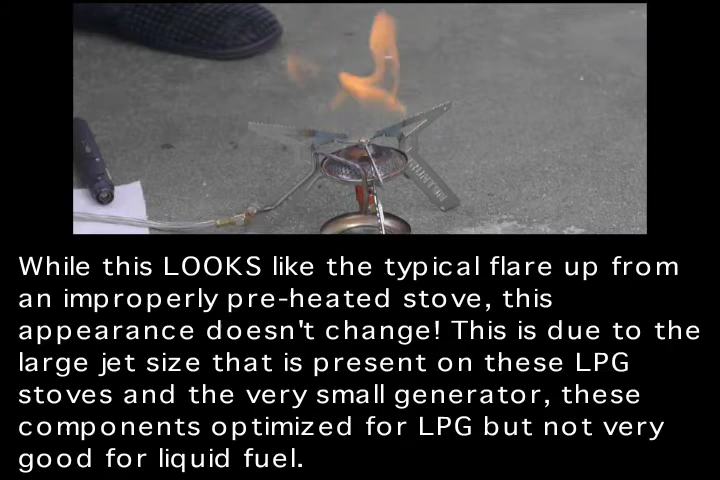 While this LOOKS like the typical flare up from
an improperly pre-heated stove, this
appearance doesn't change! This is due to the
large jet size that is present on these LPG
stoves and the very small generator, these
components optimized for LPG but not very
good for liquid fuel.